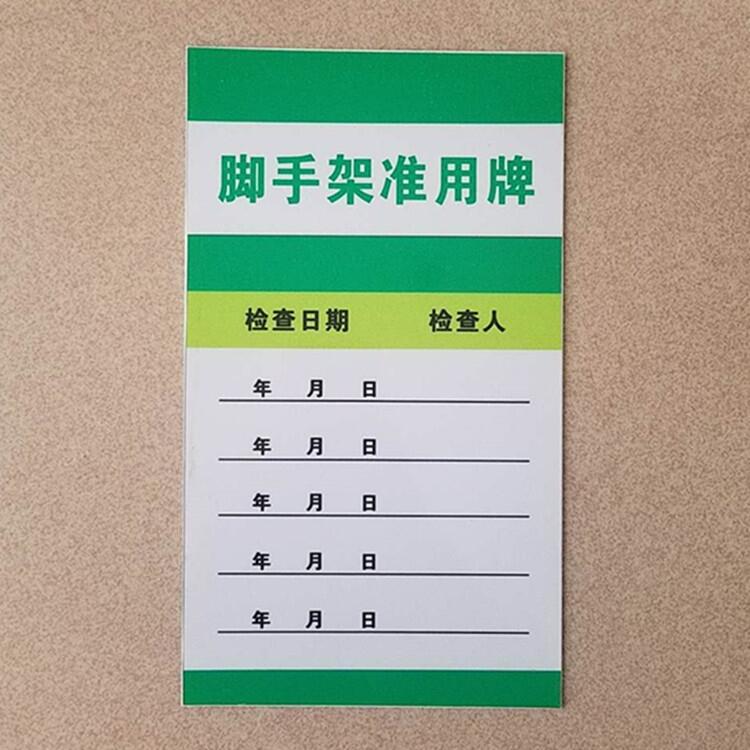 脚手架准用牌
检查日期 检查人
年 月 日
年 月 日
年 月 日
年 月 日
年 月 日